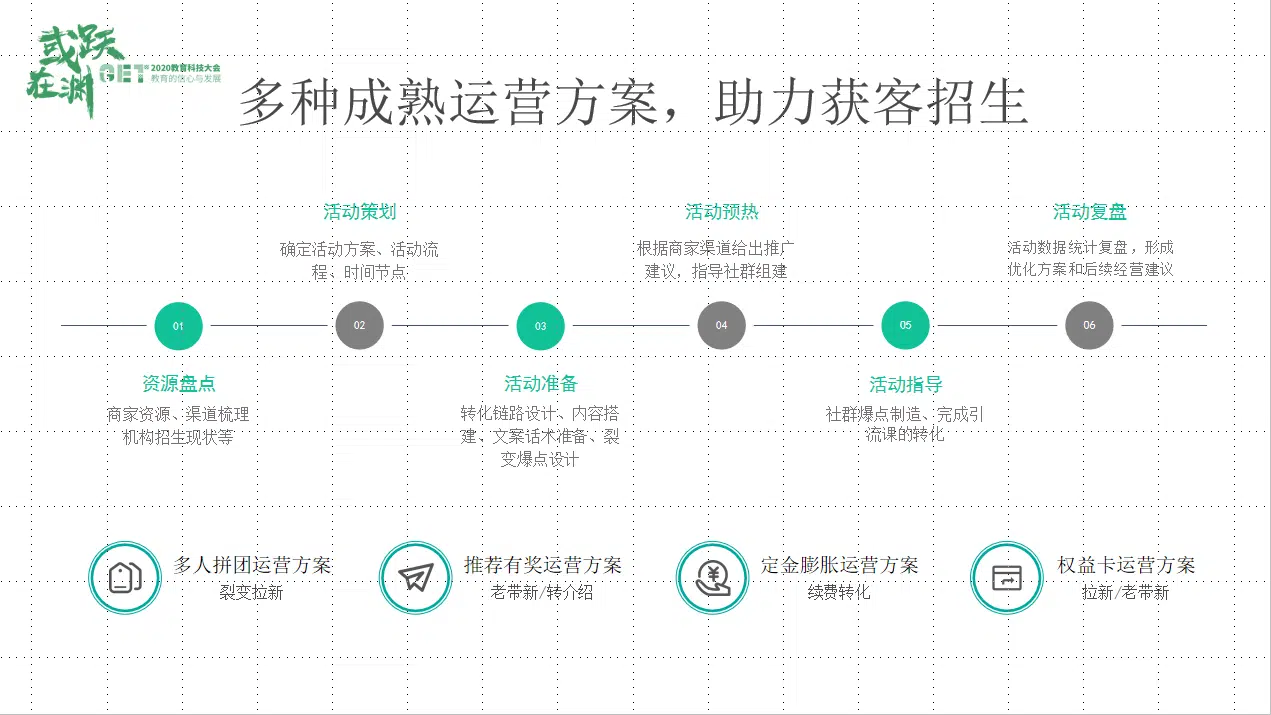 或跃
在渊
GET
2020教育科技大会
教育的信心与发展
多种成熟运营方案，助力获客招生
活动策划
确定活动方案、活动流
程、时间节点
活动预热
根据商家渠道给出推广
建议，指导社群组建
活动复盘
活动数据统计复盘，形成
优化方案和后续经营建议
01
02
03
04
05
06
资源盘点
商家资源、渠道梳理
机构招生现状等
活动准备
转化链路设计、内容搭
建、文案话术准备、裂
变爆点设计
活动指导
社群爆点制造、完成引
流课的转化
多人拼团运营方案
裂变拉新
推荐有奖运营方案
老带新/转介绍
定金膨胀运营方案
续费转化
权益卡运营方案
拉新/老带新